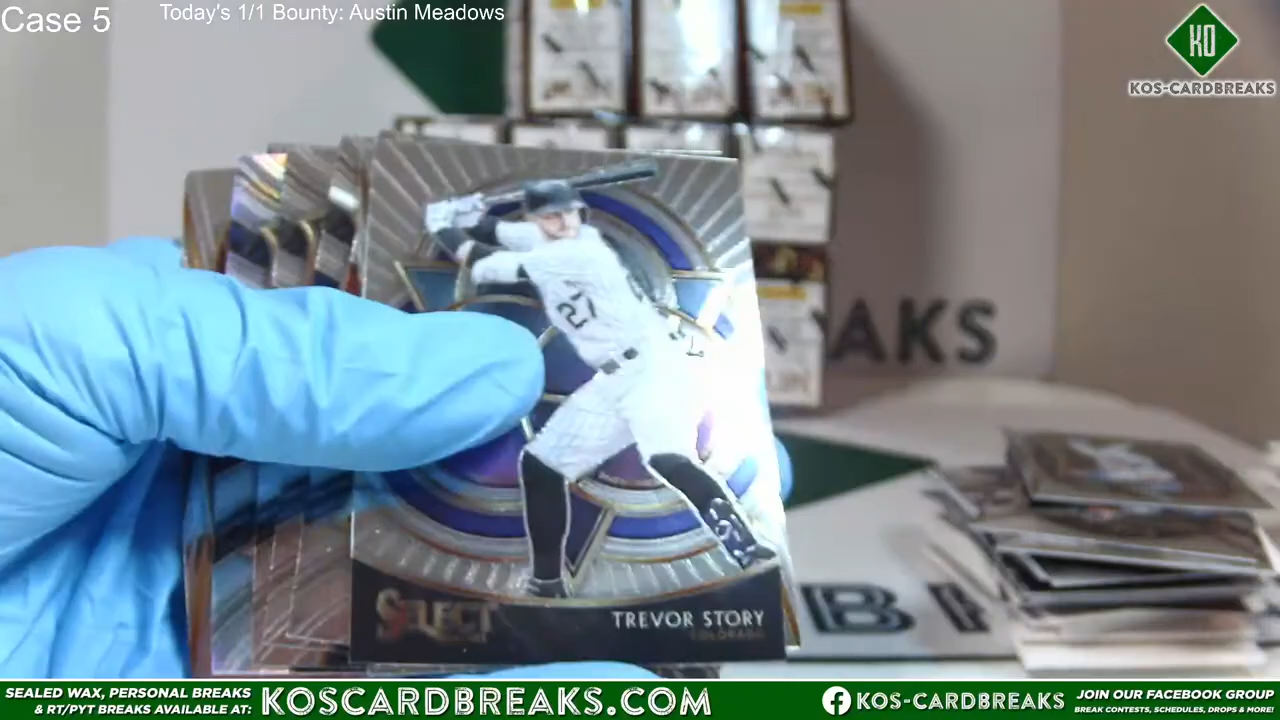 Case 5
Today's 1/1 Bounty: Austin Meadows
KO
KOS-CARDBREAKS
27
AKS
SELECT
TREVOR STORY
COLORADO
SEALED WAX, PERSONAL BREAKS
& RT/PYT BREAKS AVAILABLE AT:
KOSCARDBREAKS.COM
KOS-CARDBREAKS
JOIN OUR FACEBOOK GROUP
BREAK CONTESTS, SCHEDULES, DROPS & MORE!